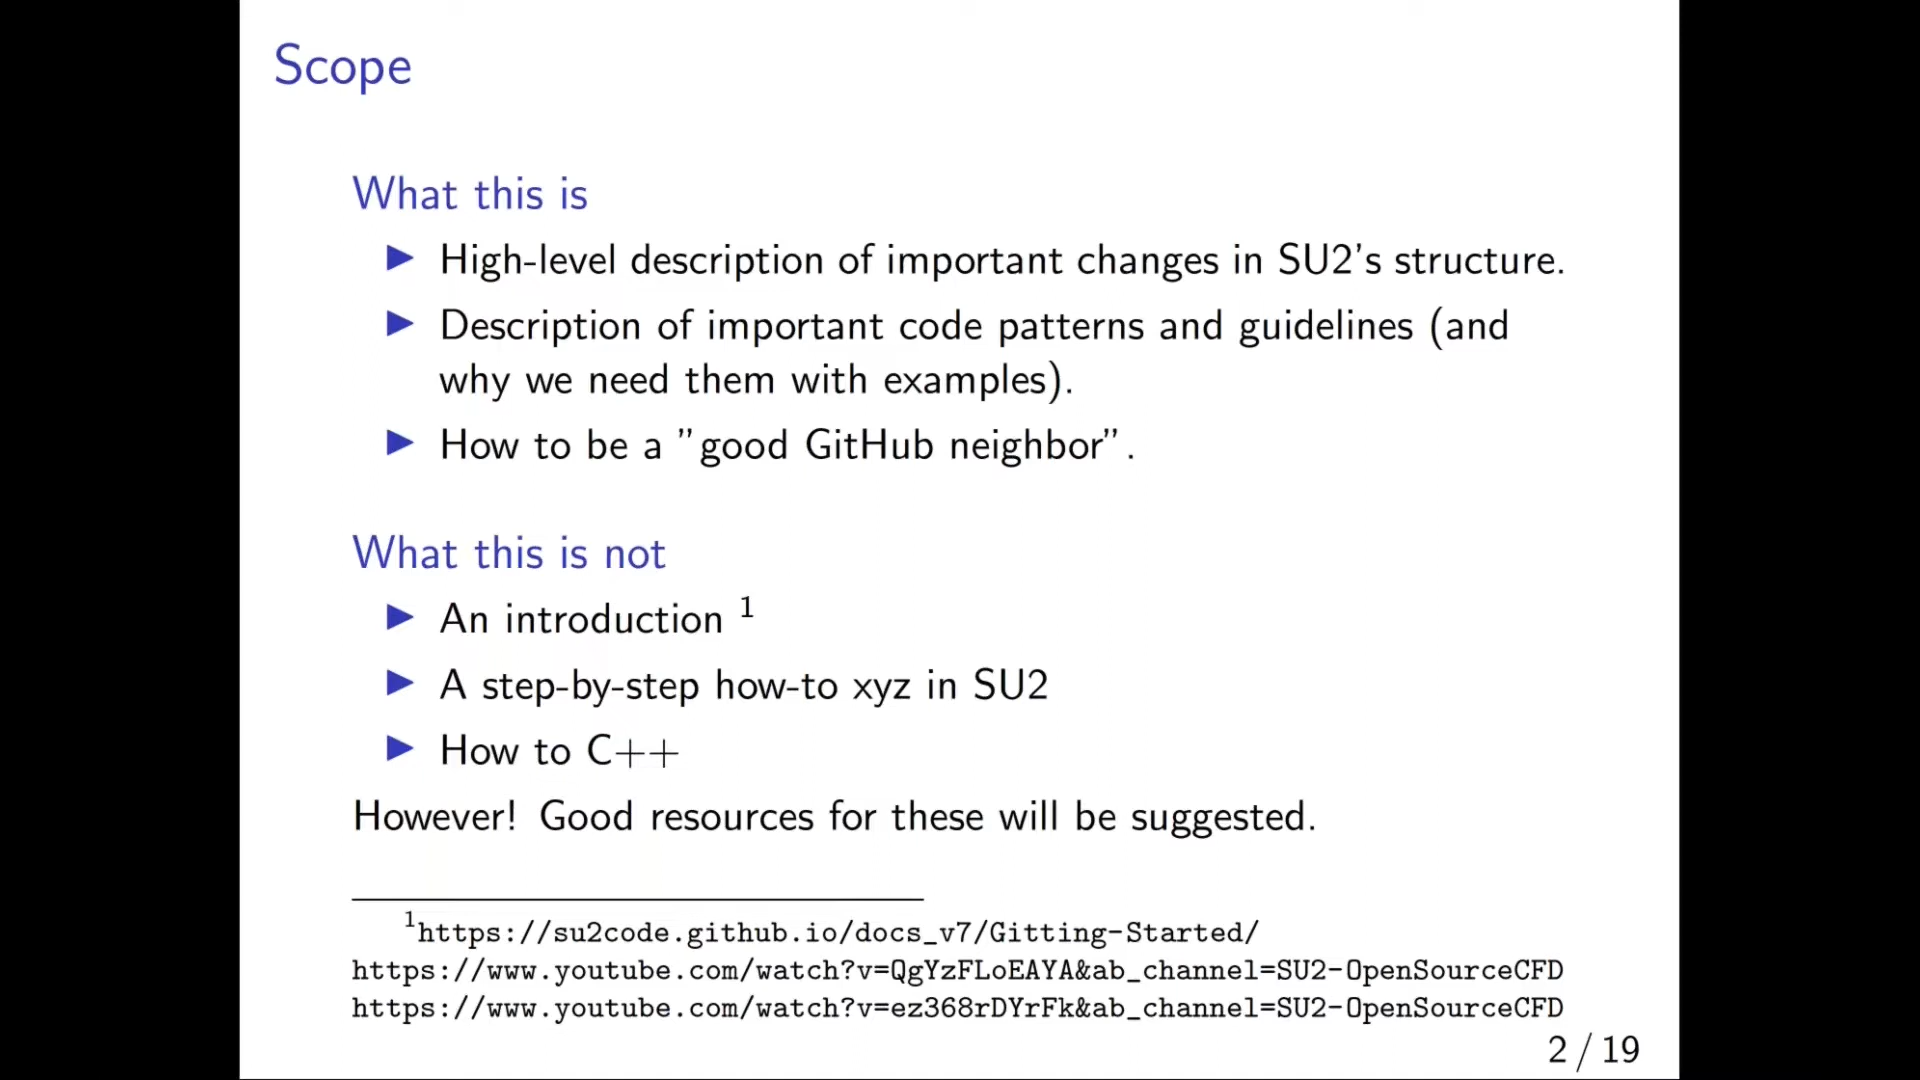 Scope
What this is
▶ High-level description of important changes in SU2's structure.
▶ Description of important code patterns and guidelines (and
why we need them with examples).
▶ How to be a ”good GitHub neighbor”.
What this is not
▶ An introduction ¹
▶ A step-by-step how-to xyz in SU2
▶ How to C++
However! Good resources for these will be suggested.
¹https://su2code.github.io/docs_v7/Gitting-Started/
https://www.youtube.com/watch?v=QgYzFLoEAYA&ab_channel=SU2-OpenSourceCFD
https://www.youtube.com/watch?v=ez368rDYrFk&ab_channel=SU2-OpenSourceCFD
2 / 19